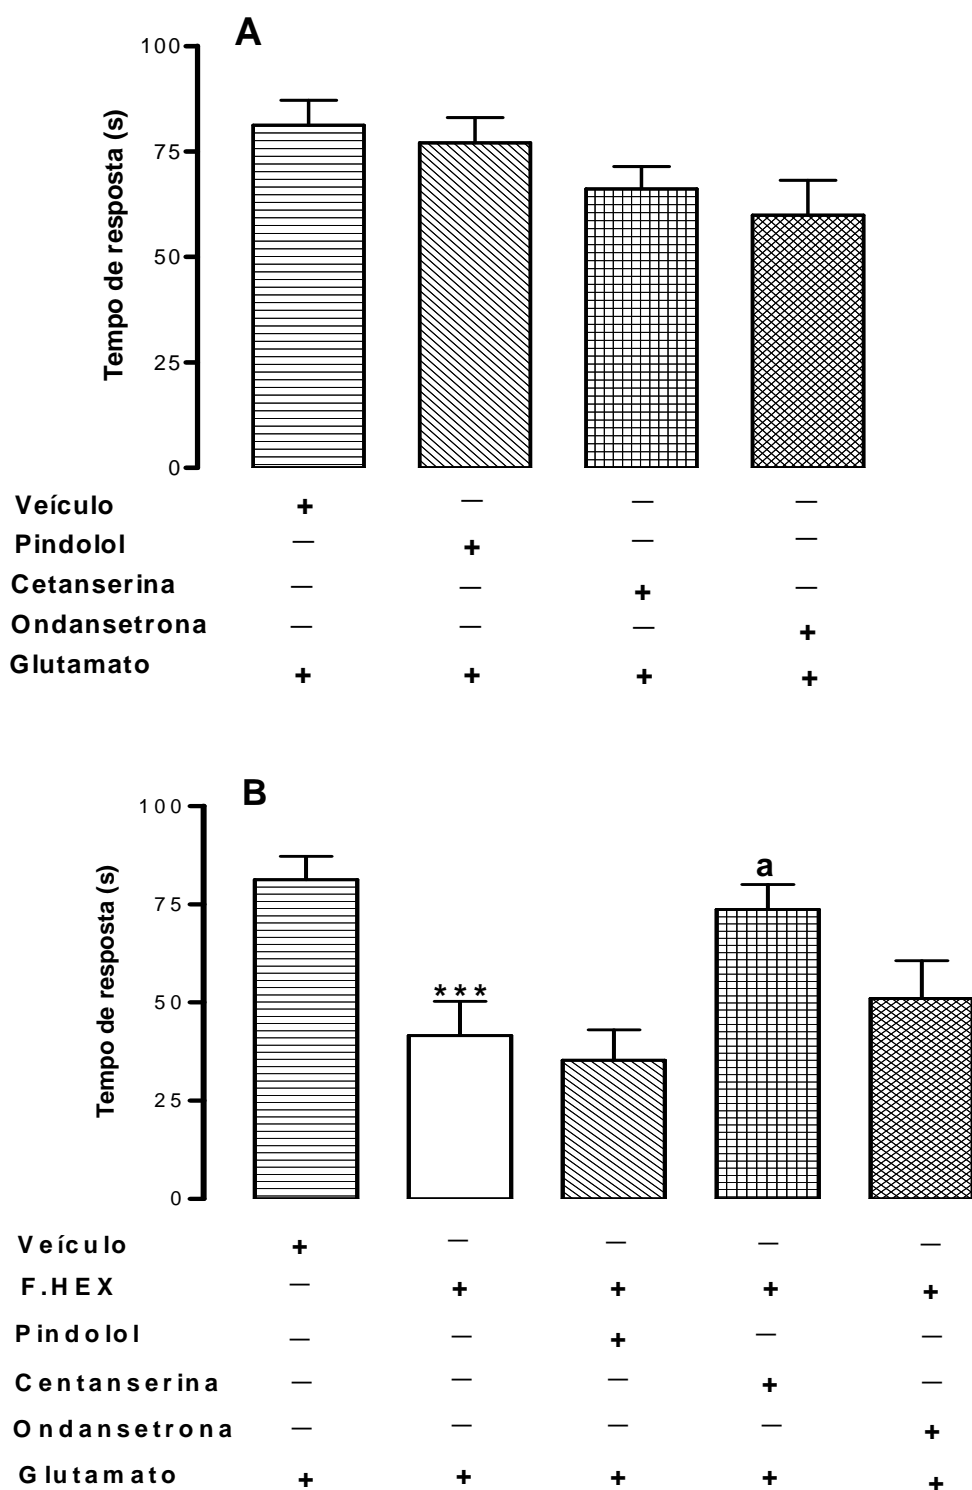 A
100
75
50
25
0
Tempo de resposta (s)
Veículo + — — —
Pindolol — + — —
Cetanserina — — + —
Ondansetrona — — — +
Glutamato + + + +
B
100
75
50
25
0
Tempo de resposta (s)
***
a
Veículo + — — — —
F.HEX — + + + +
Pindolol — — + — —
Centanserina — — — + —
Ondansetrona — — — — +
Glutamato + + + + +